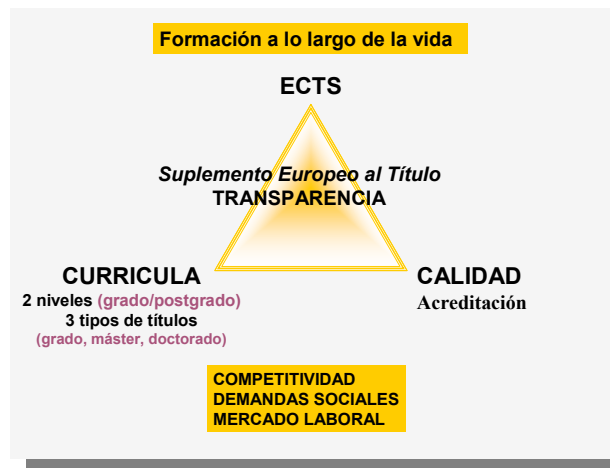 Formación a lo largo de la vida
ECTS
Suplemento Europeo al Título
TRANSPARENCIA
CURRICULA
2 niveles (grado/postgrado)
3 tipos de títulos
(grado, máster, doctorado)
CALIDAD
Acreditación
COMPETITIVIDAD
DEMANDAS SOCIALES
MERCADO LABORAL